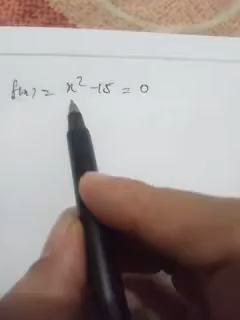 f(x) = x² - 15 = 0